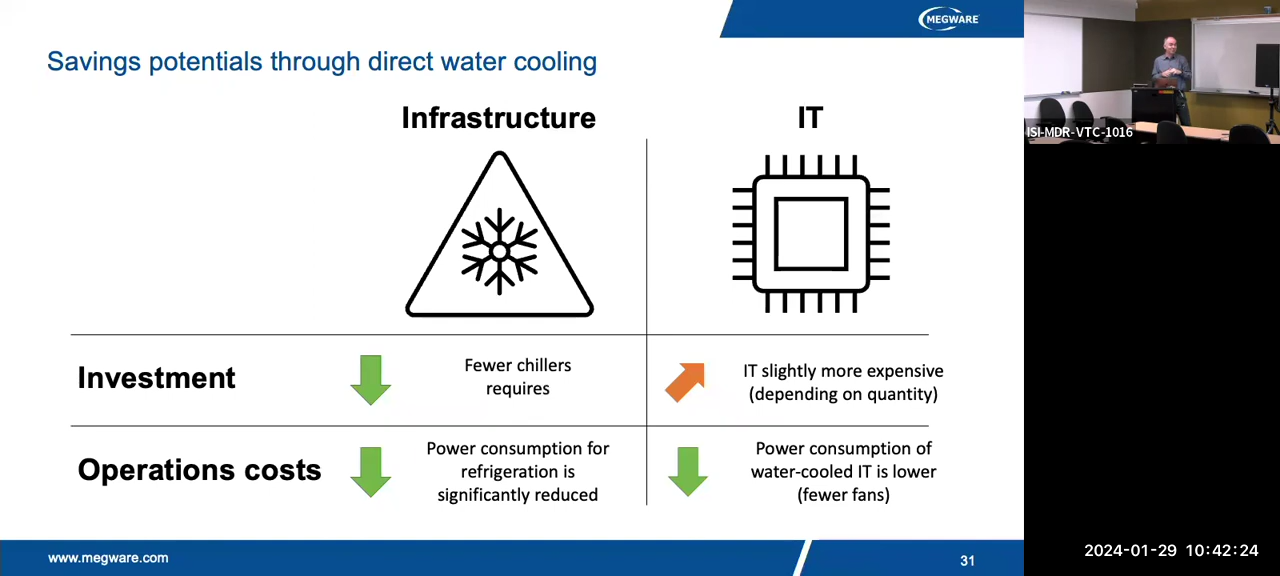 MEGWARE
Savings potentials through direct water cooling
Infrastructure
IT
Investment
Fewer chillers
requires
IT slightly more expensive
(depending on quantity)
Operations costs
Power consumption for
refrigeration is
significantly reduced
Power consumption of
water-cooled IT is lower
(fewer fans)
www.megware.com
31
ISI-MDR-VTC-1016
2024-01-29 10:42:24